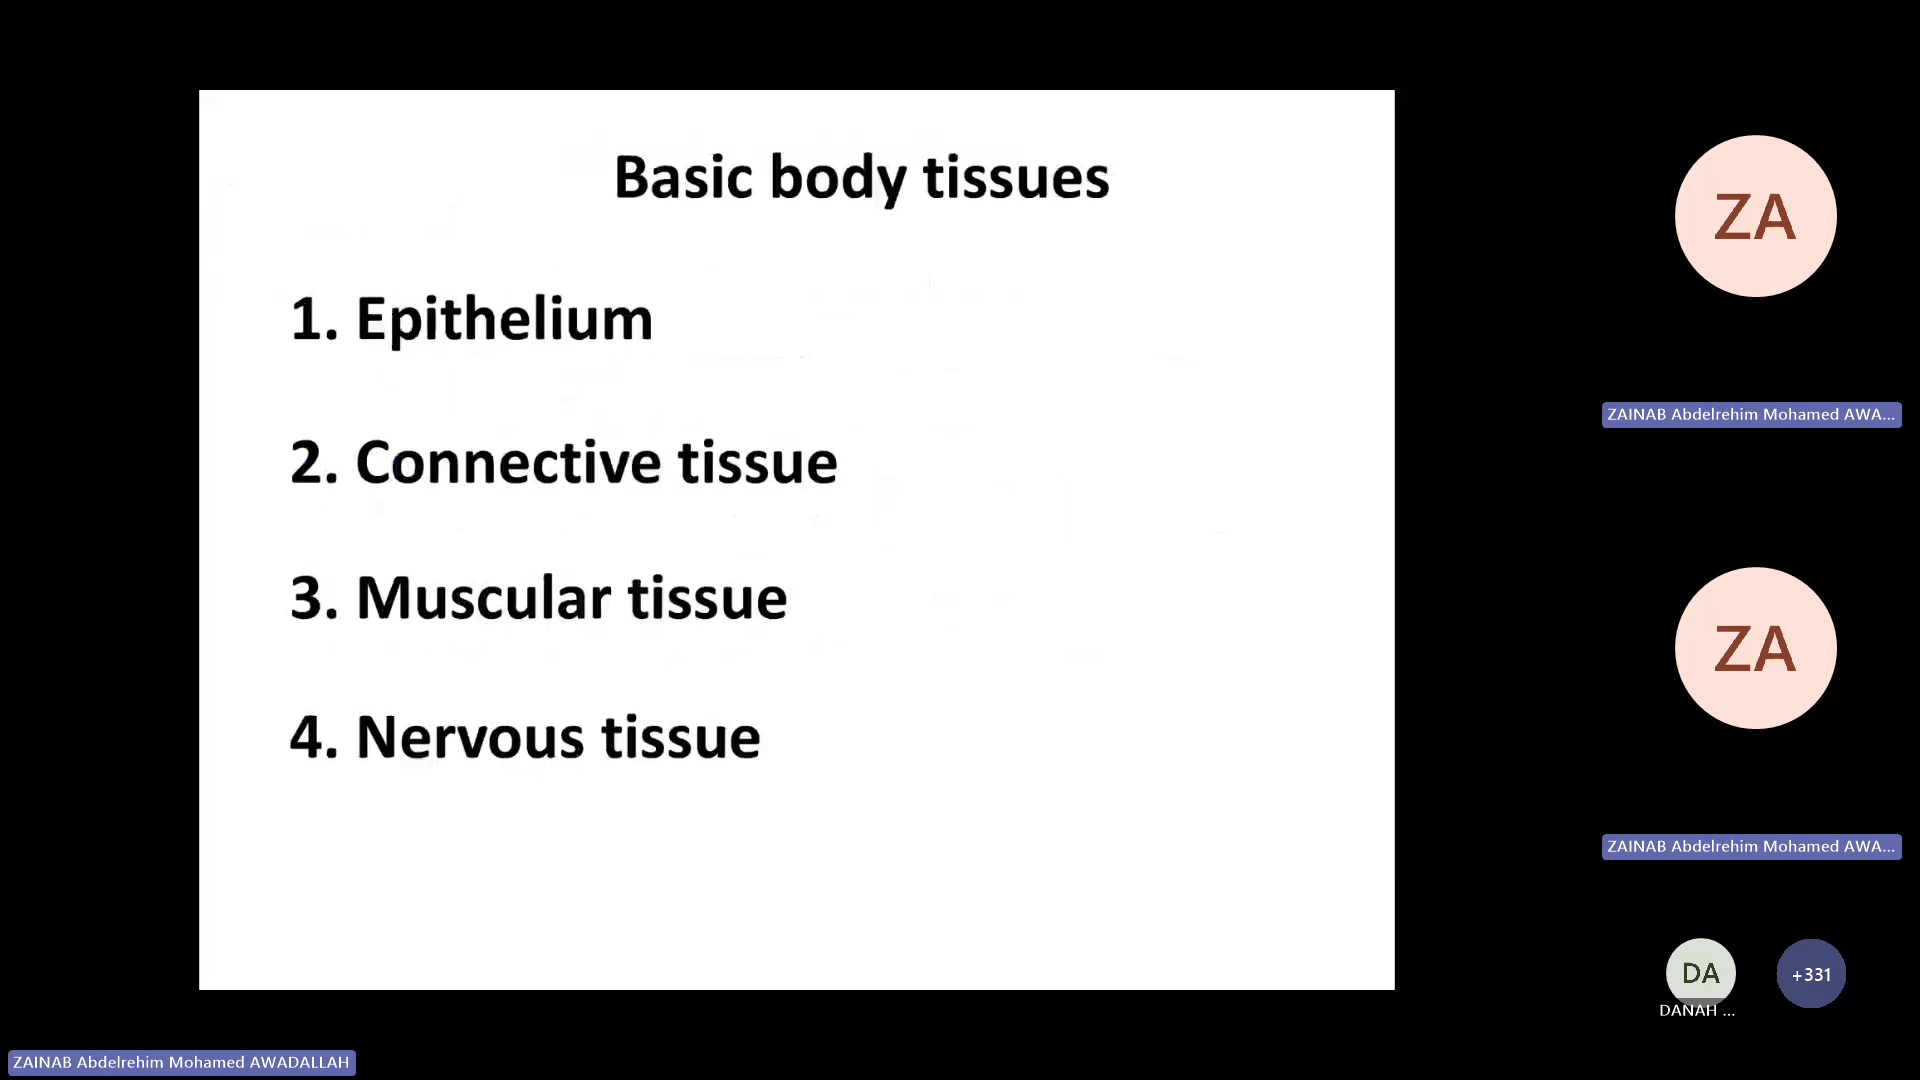 Basic body tissues
1. Epithelium
2. Connective tissue
3. Muscular tissue
4. Nervous tissue
ZA
ZAINAB Abdelrehim Mohamed AWA...
ZA
ZAINAB Abdelrehim Mohamed AWA...
DA
DANAH ...
+331
ZAINAB Abdelrehim Mohamed AWADALLAH